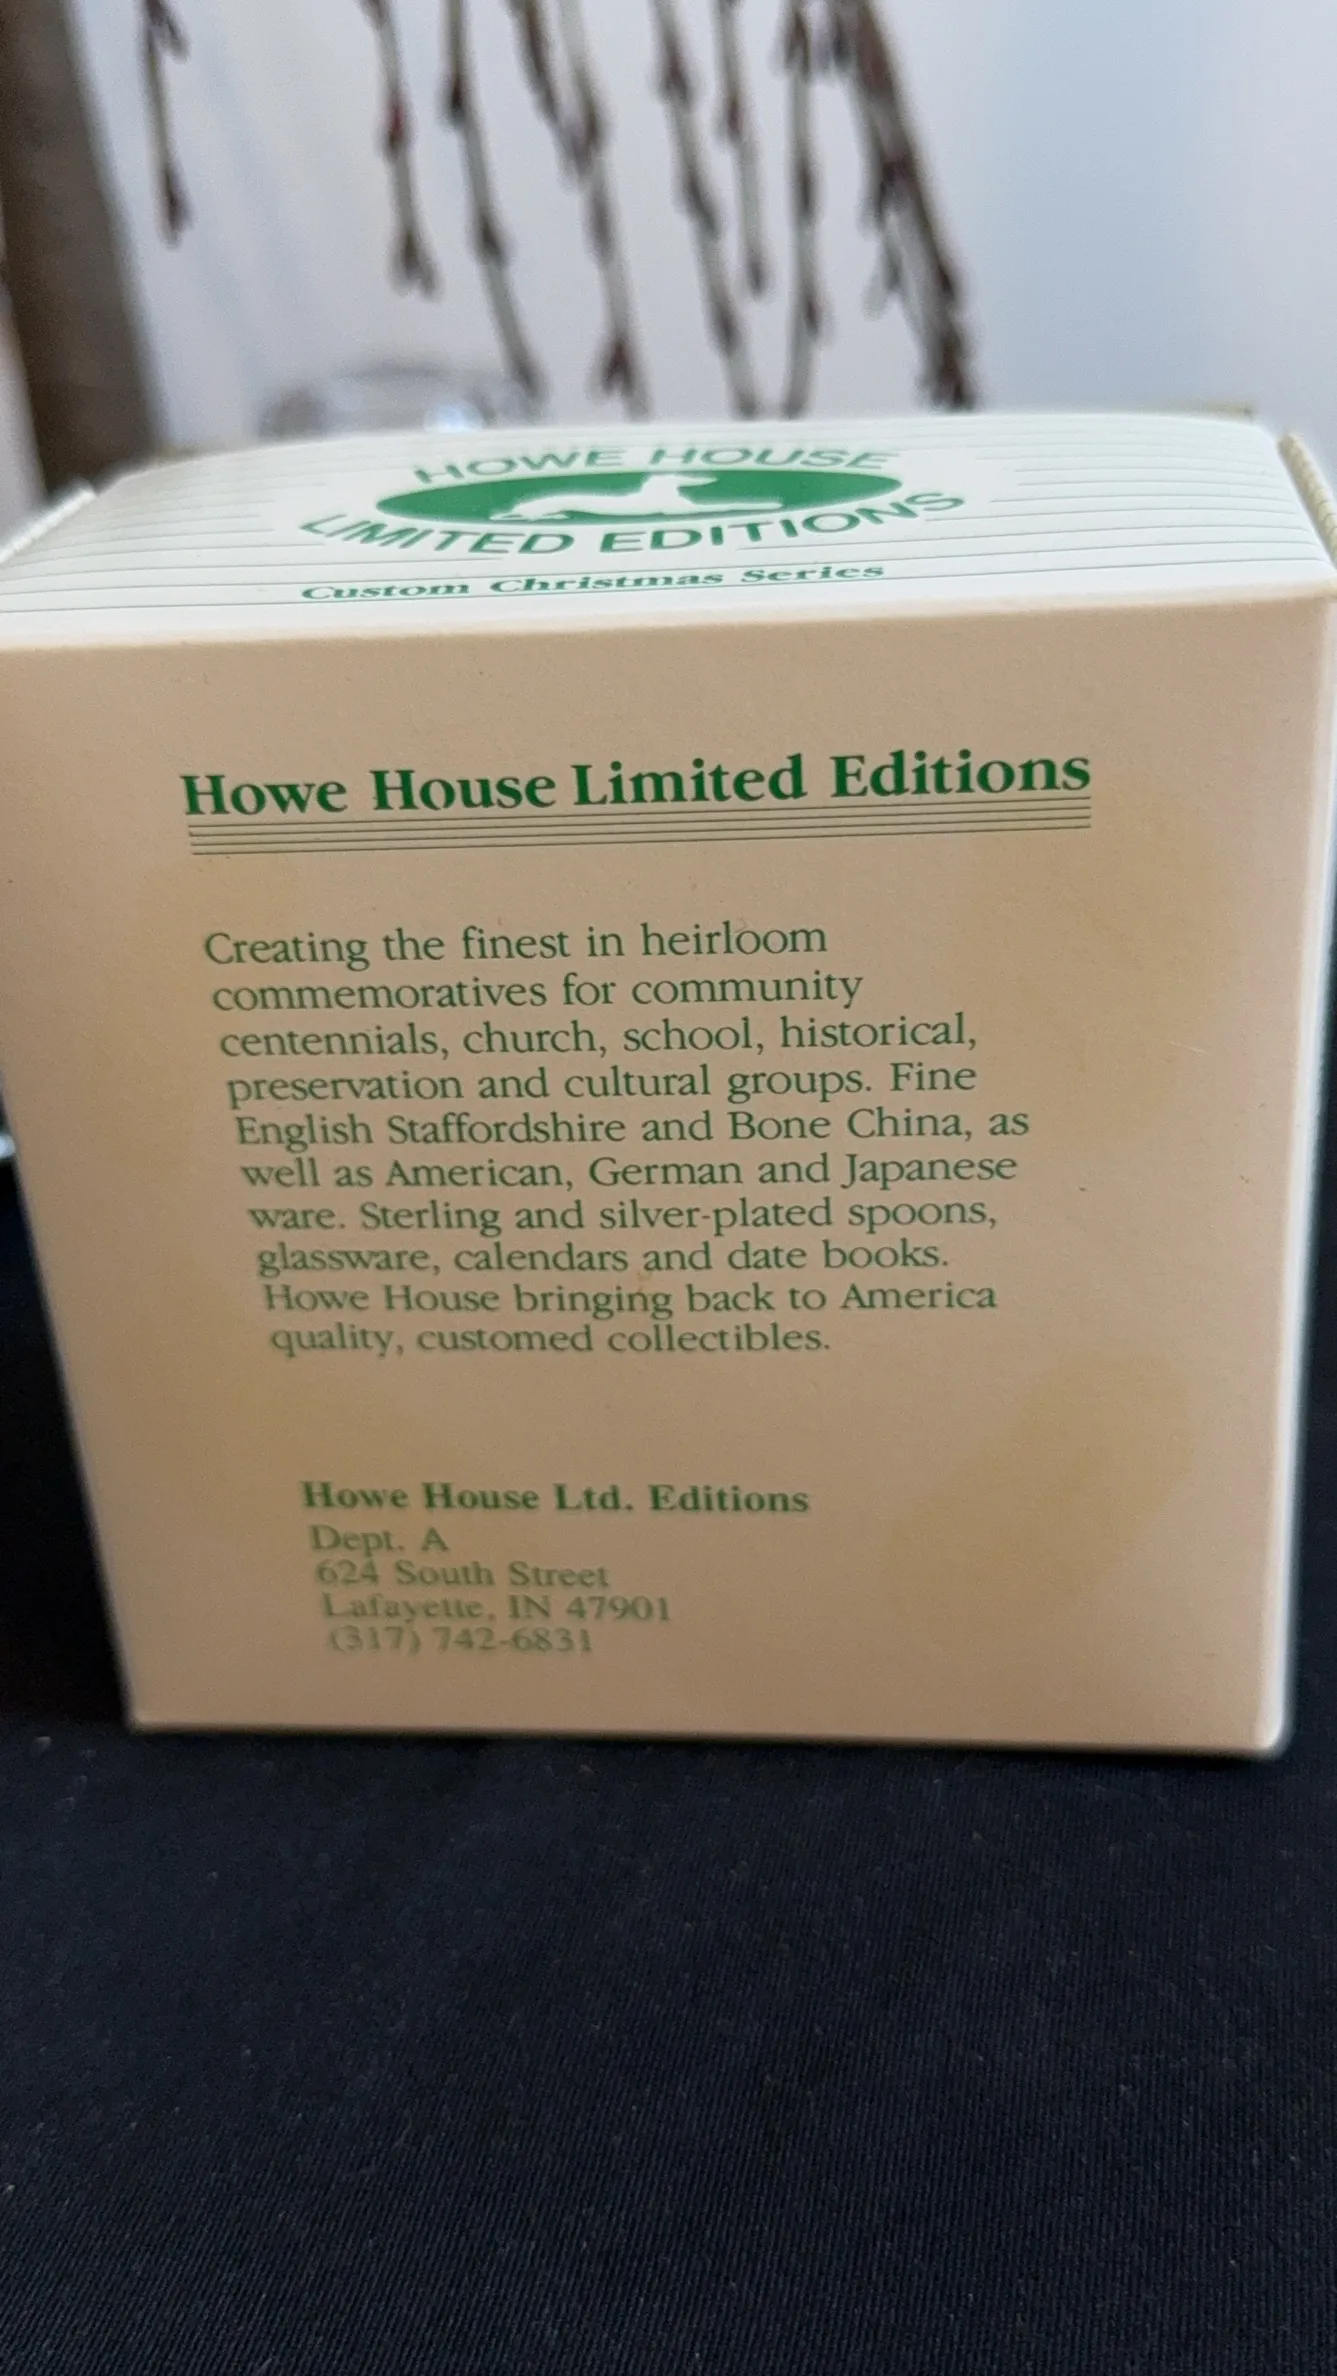 HOWE HOUSE
LIMITED EDITIONS
Custom Christmas Series
Howe House Limited Editions
Creating the finest in heirloom
commemoratives for community
centennials, church, school, historical,
preservation and cultural groups. Fine
English Staffordshire and Bone China, as
well as American, German and Japanese
ware. Sterling and silver-plated spoons,
glassware, calendars and date books.
Howe House bringing back to America
quality, customed collectibles.
Howe House Ltd. Editions
Dept. A
624 South Street
Lafayette, IN 47901
(317) 742-6831